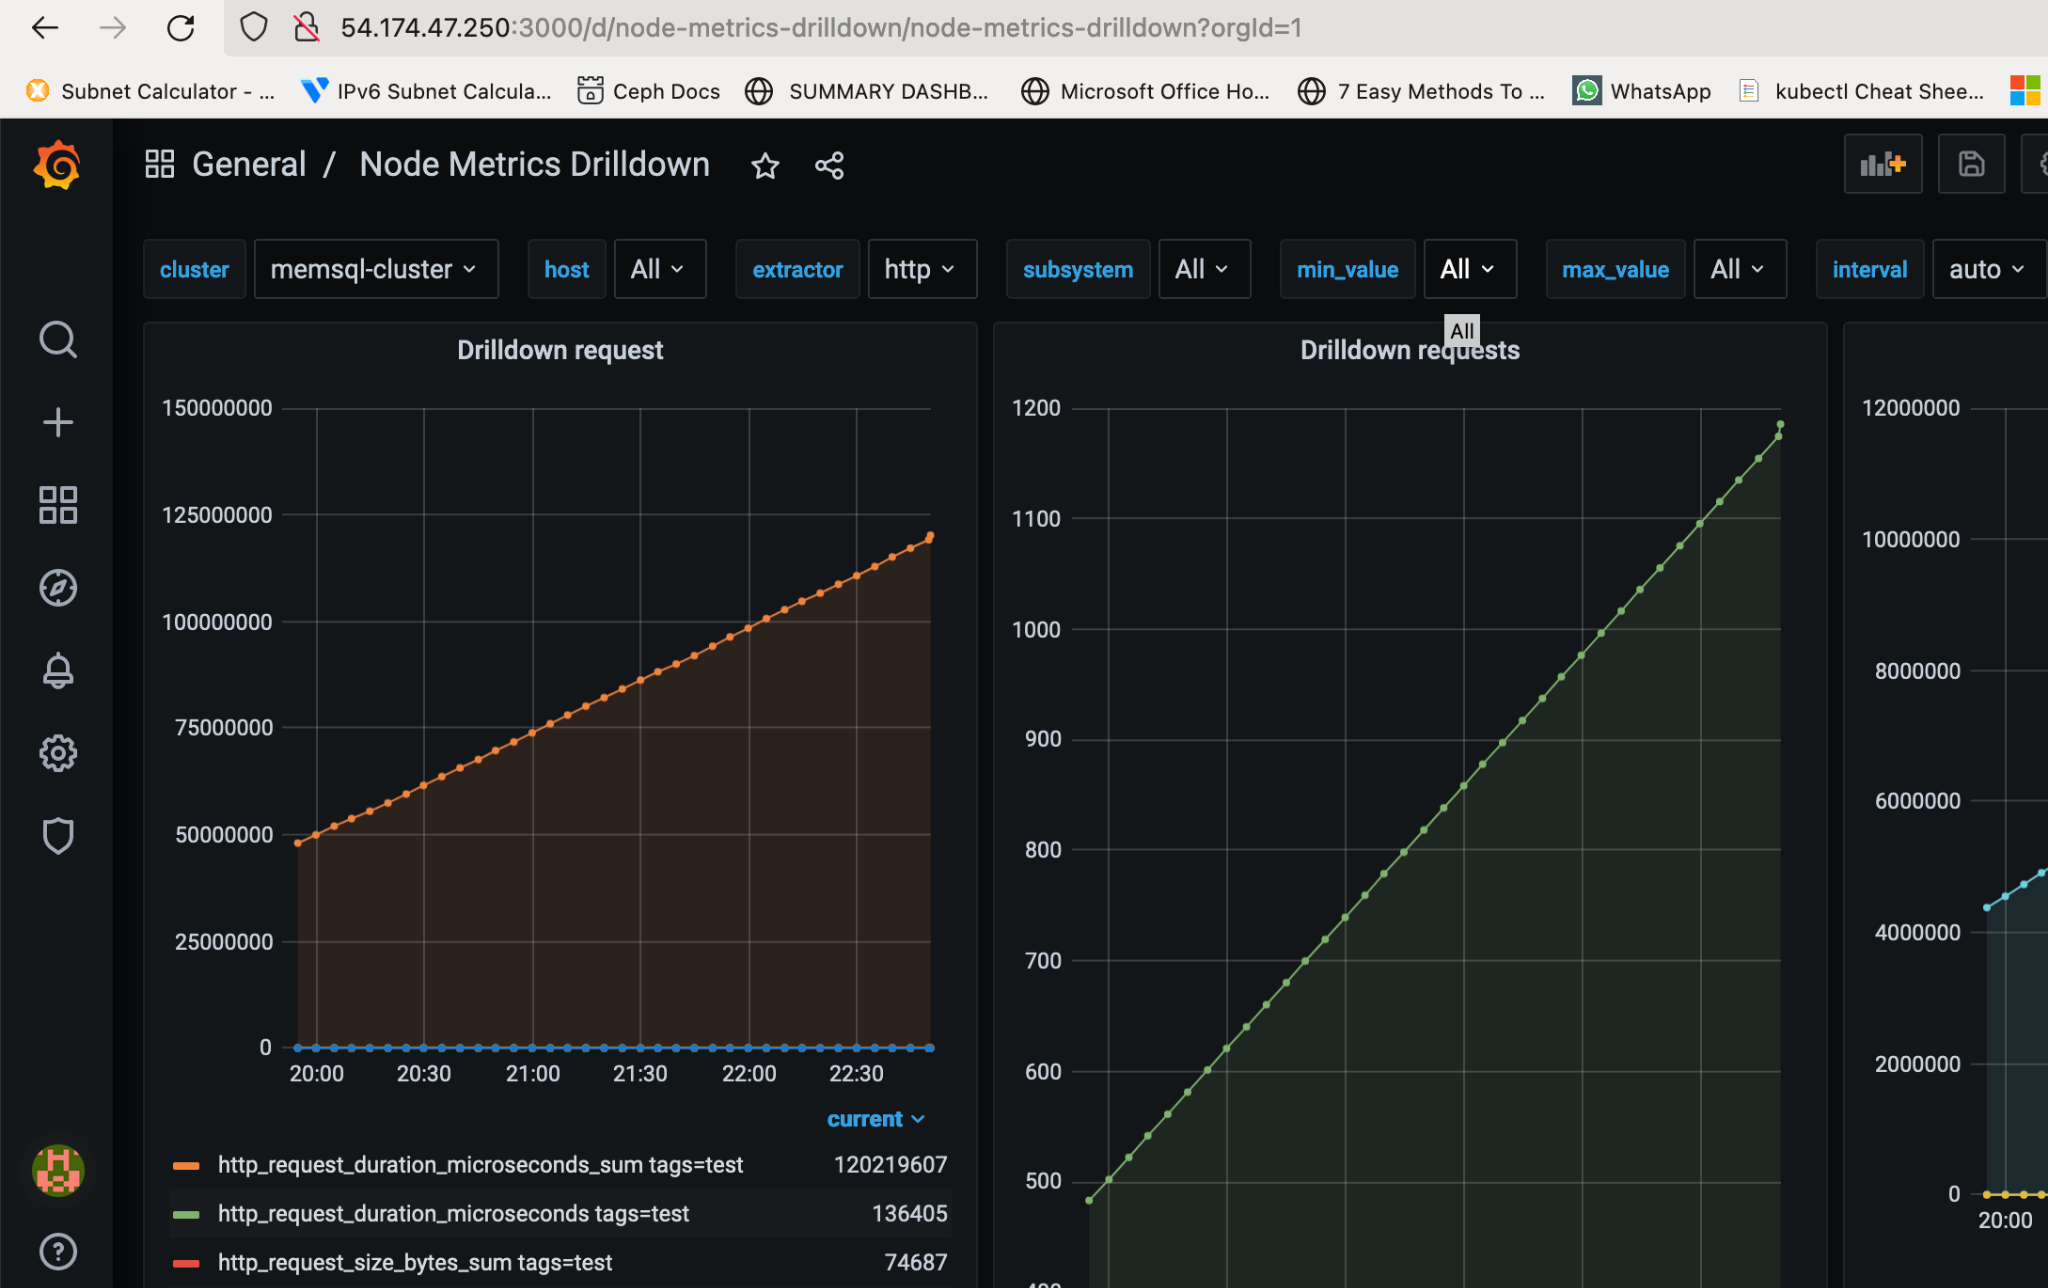 54.174.47.250:3000/d/node-metrics-drilldown/node-metrics-drilldown?orgId=1
Subnet Calculator - ... IPv6 Subnet Calcula... Ceph Docs SUMMARY DASHB... Microsoft Office Ho... 7 Easy Methods To ... WhatsApp kubectl Cheat Shee...
General / Node Metrics Drilldown
cluster memsql-cluster host All extractor http subsystem All min_value All max_value All interval auto
All
Drilldown request
150000000
125000000
100000000
75000000
50000000
25000000
0
20:00 20:30 21:00 21:30 22:00 22:30
current
http_request_duration_microseconds_sum tags=test 120219607
http_request_duration_microseconds tags=test 136405
http_request_size_bytes_sum tags=test 74687
Drilldown requests
1200
1100
1000
900
800
700
600
500
12000000
10000000
8000000
6000000
4000000
2000000
0
20:00